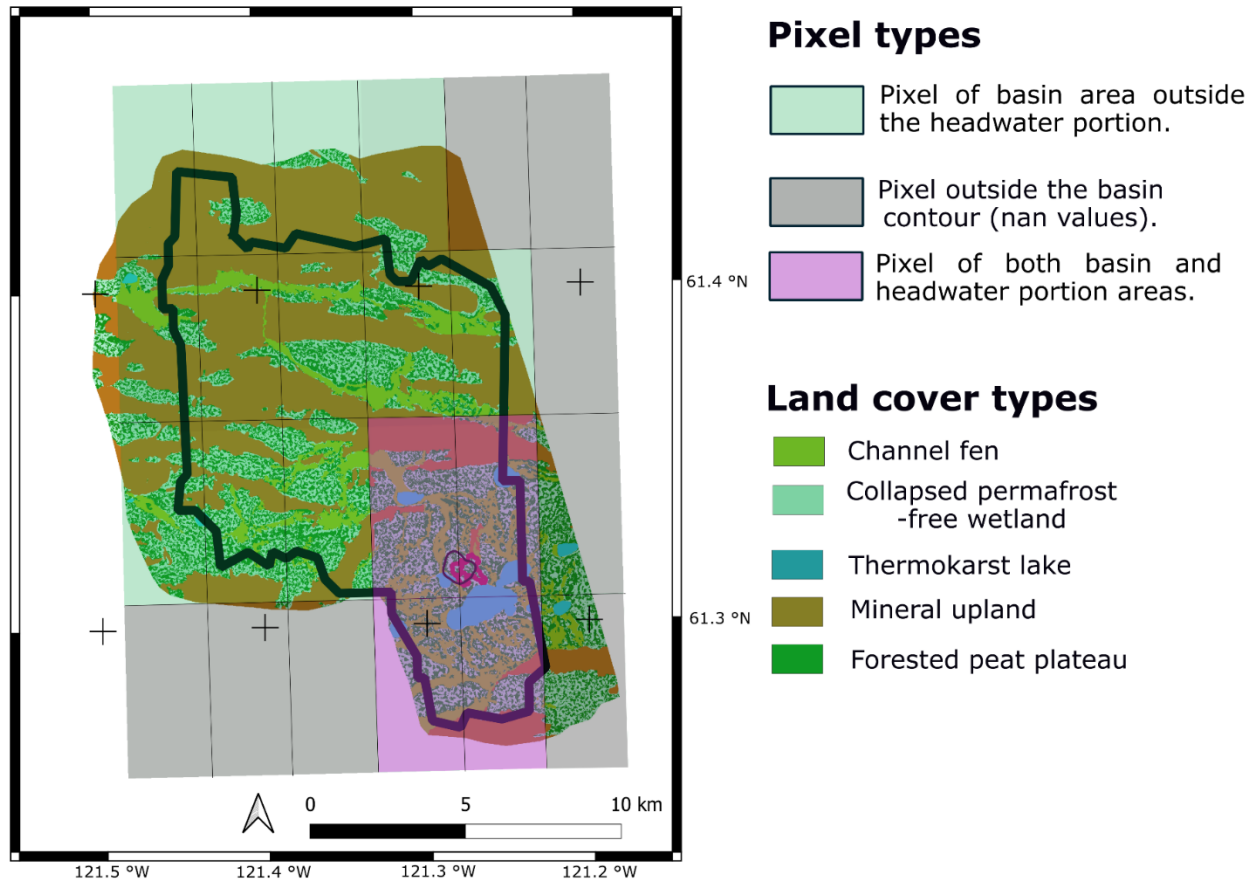 Pixel types
Pixel of basin area outside
the headwater portion.
Pixel outside the basin
contour (nan values).
Pixel of both basin and
headwater portion areas.
Land cover types
Channel fen
Collapsed permafrost
-free wetland
Thermokarst lake
Mineral upland
Forested peat plateau
61.4 °N
61.3 °N
0 5 10 km
121.5 °W 121.4 °W 121.3 °W 121.2 °W